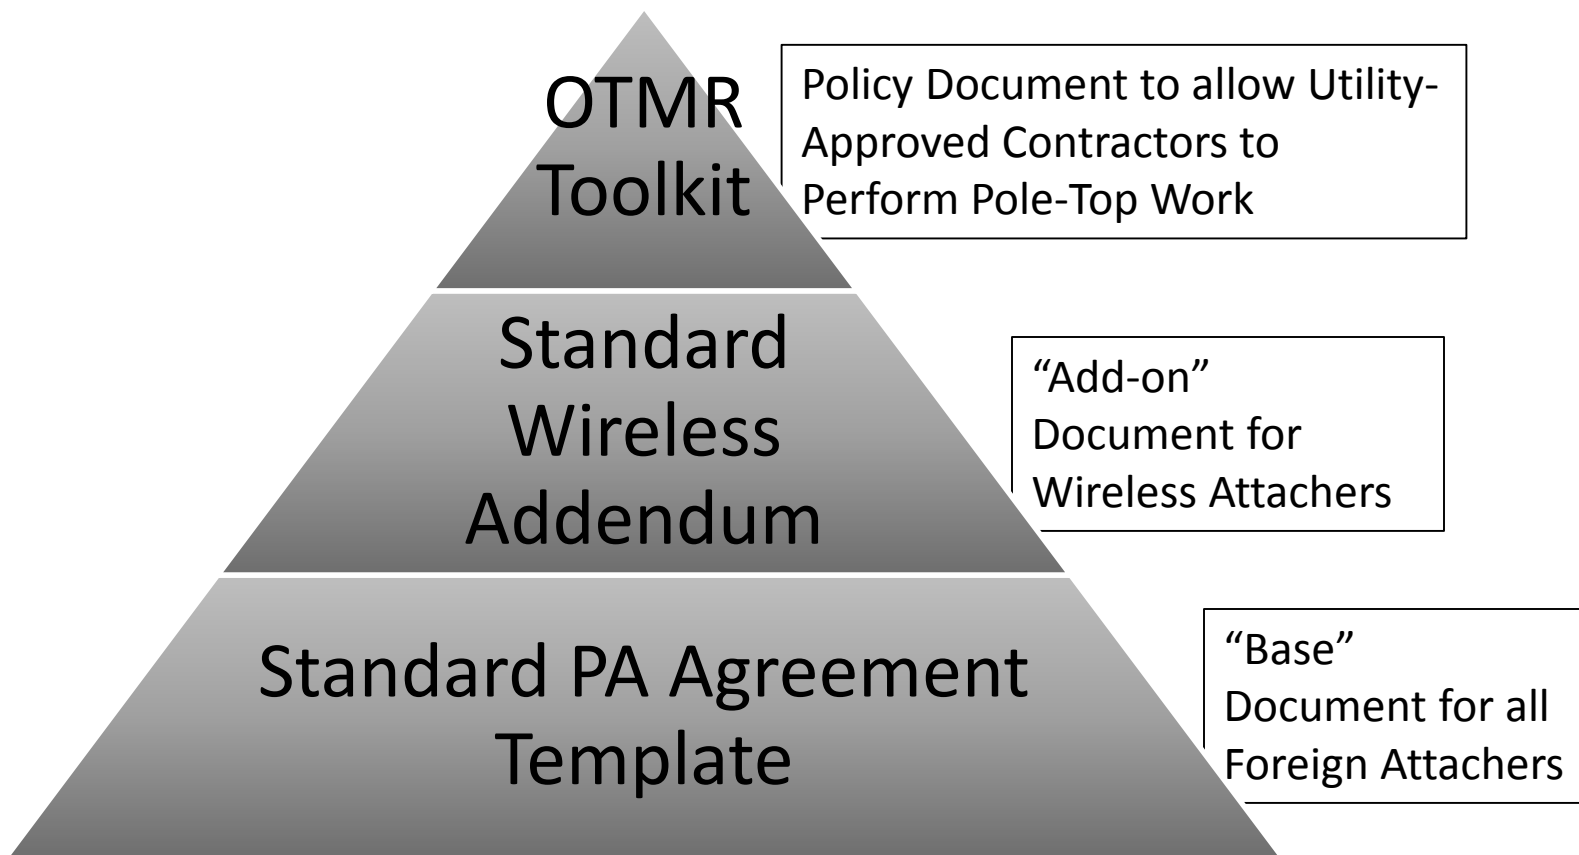 OTMR
Toolkit
Policy Document to allow Utility-
Approved Contractors to
Perform Pole-Top Work
Standard
Wireless
Addendum
“Add-on”
Document for
Wireless Attachers
Standard PA Agreement
Template
“Base”
Document for all
Foreign Attachers